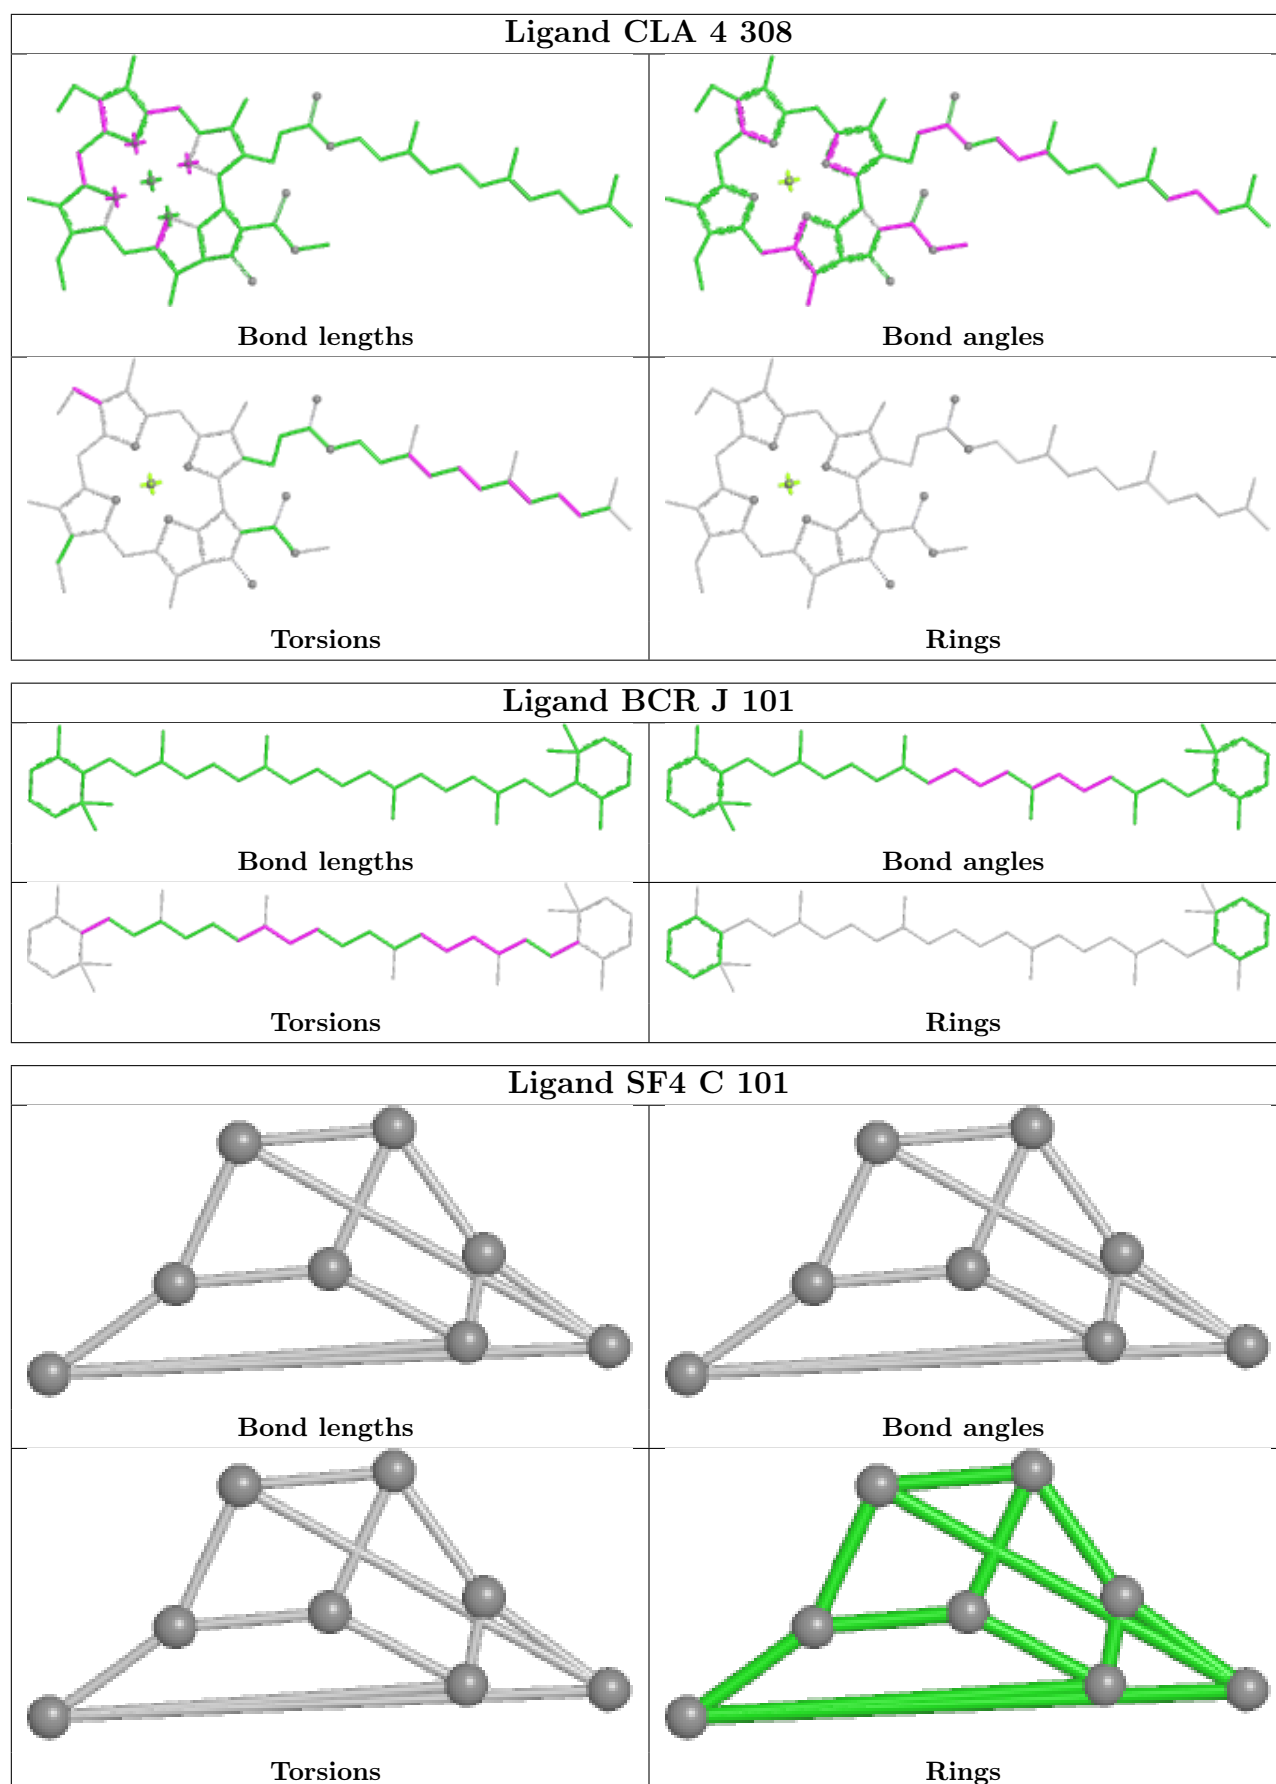 Ligand CLA 4 308
Bond lengths
Bond angles
Torsions
Rings
Ligand BCR J 101
Bond lengths
Bond angles
Torsions
Rings
Ligand SF4 C 101
Bond lengths
Bond angles
Torsions
Rings